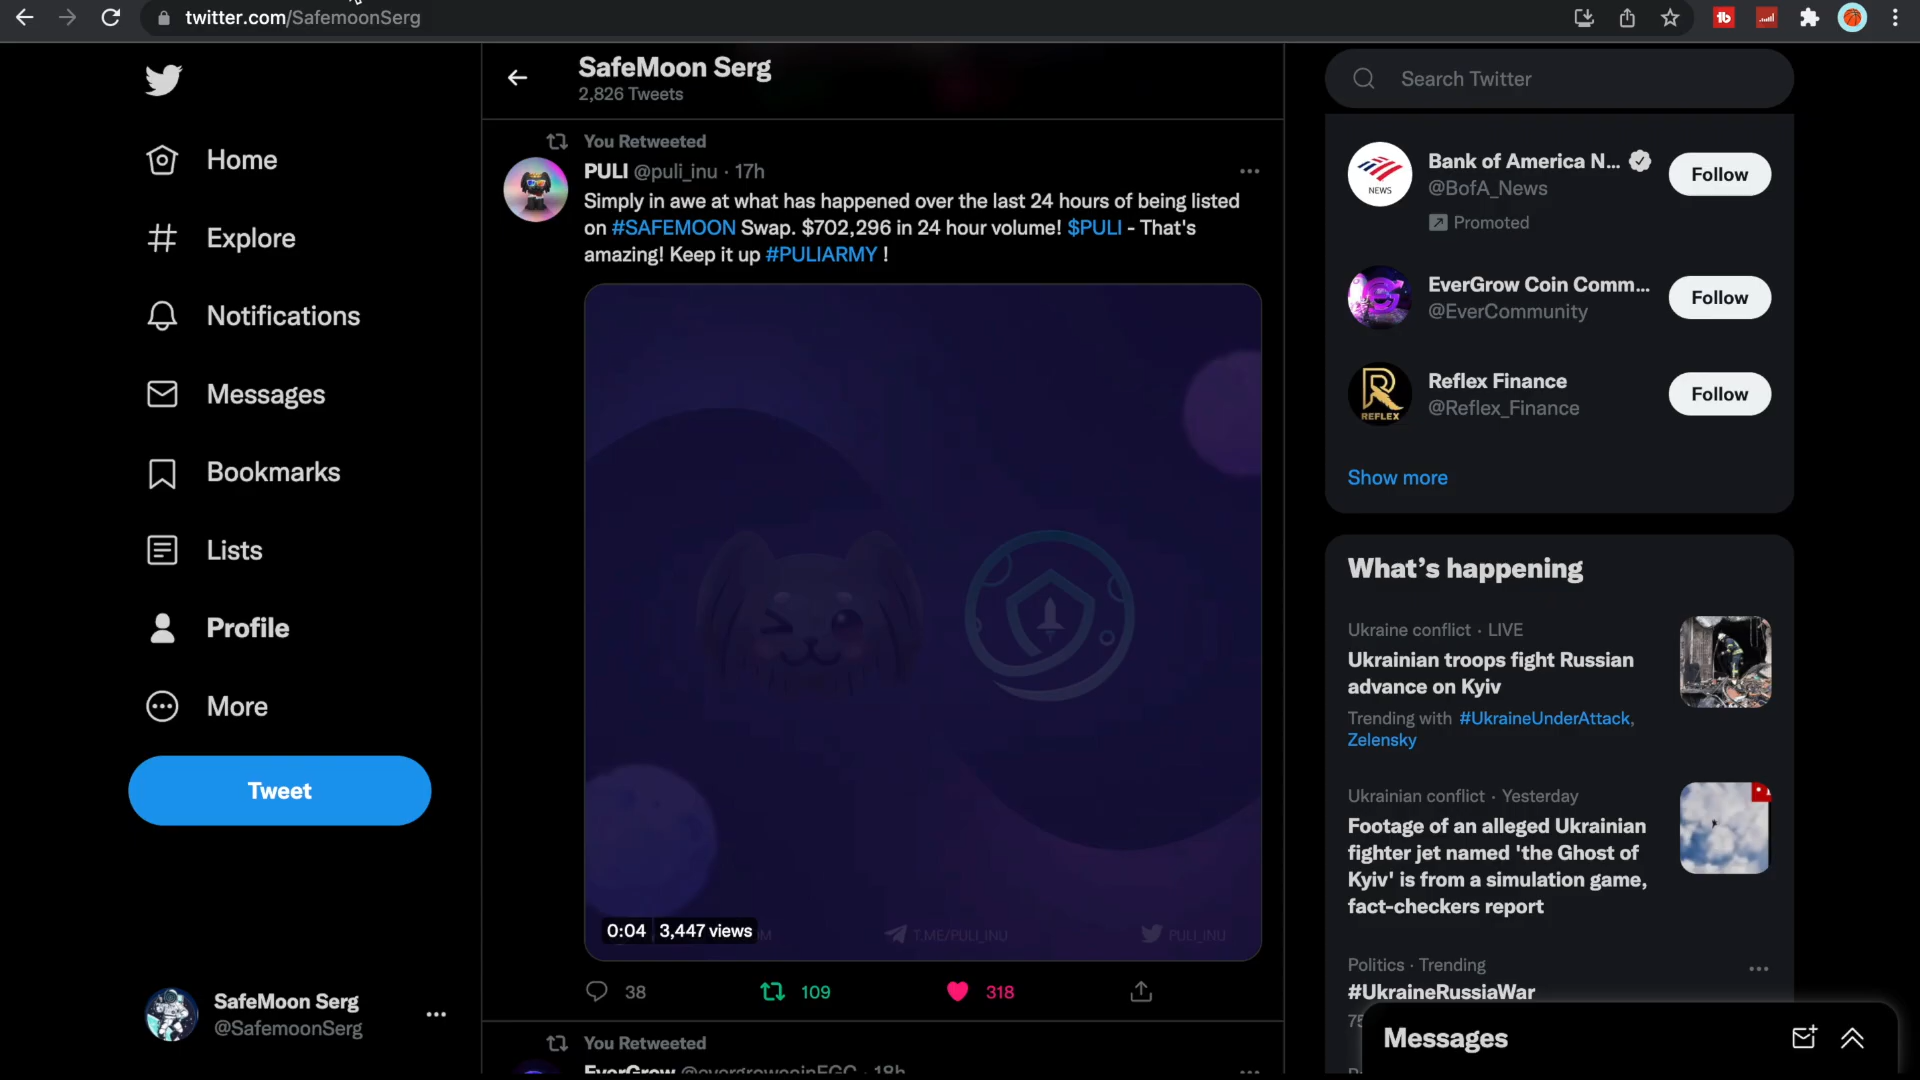 twitter.com/SafemoonSerg
Home
Explore
Notifications
Messages
Bookmarks
Lists
Profile
More
Tweet
SafeMoon Serg
@SafemoonSerg
SafeMoon Serg
2,826 Tweets
You Retweeted
PULI @puli_inu · 17h
Simply in awe at what has happened over the last 24 hours of being listed
on #SAFEMOON Swap. $702,296 in 24 hour volume! $PULI - That's
amazing! Keep it up #PULIARMY !
0:04 3,447 views
T.ME/PULI_INU
PULI_INU
38 109 318
You Retweeted
EverGrow @evergrowcoinEGC · 18h
Search Twitter
Bank of America N...
@BofA_News
Promoted
Follow
NEWS
EverGrow Coin Comm...
@EverCommunity
Follow
Reflex Finance
@Reflex_Finance
Follow
REFLEX
Show more
What's happening
Ukraine conflict · LIVE
Ukrainian troops fight Russian
advance on Kyiv
Trending with #UkraineUnderAttack,
Zelensky
Ukrainian conflict · Yesterday
Footage of an alleged Ukrainian
fighter jet named 'the Ghost of
Kyiv' is from a simulation game,
fact-checkers report
Politics · Trending
#UkraineRussiaWar
Messages